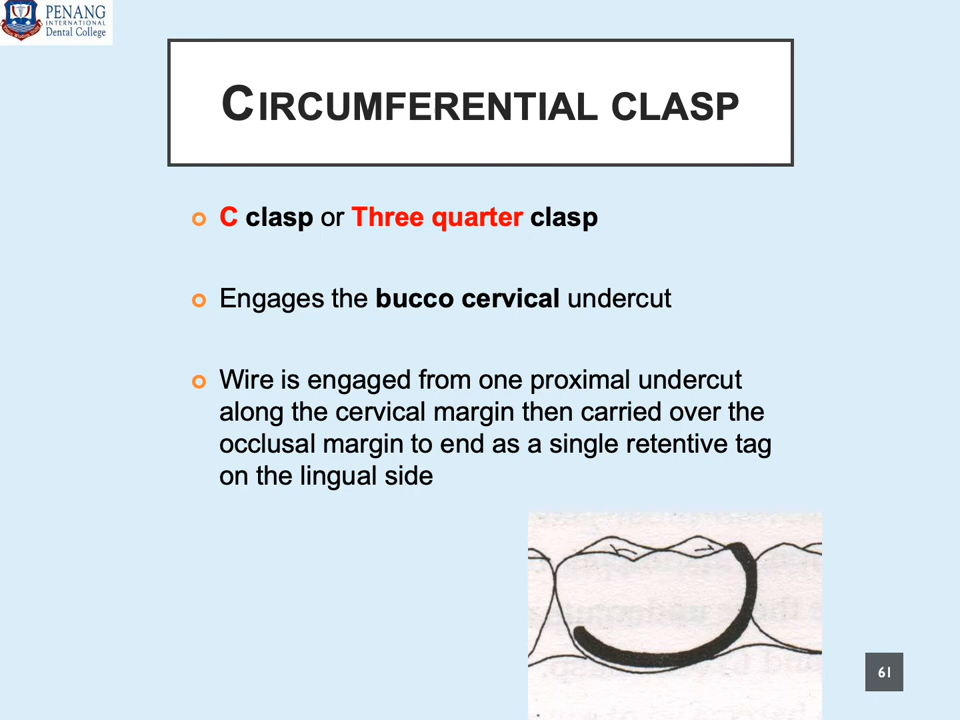 PENANG
INTERNATIONAL
Dental College
CIRCUMFERENTIAL CLASP
C clasp or Three quarter clasp
Engages the bucco cervical undercut
Wire is engaged from one proximal undercut
along the cervical margin then carried over the
occlusal margin to end as a single retentive tag
on the lingual side
61